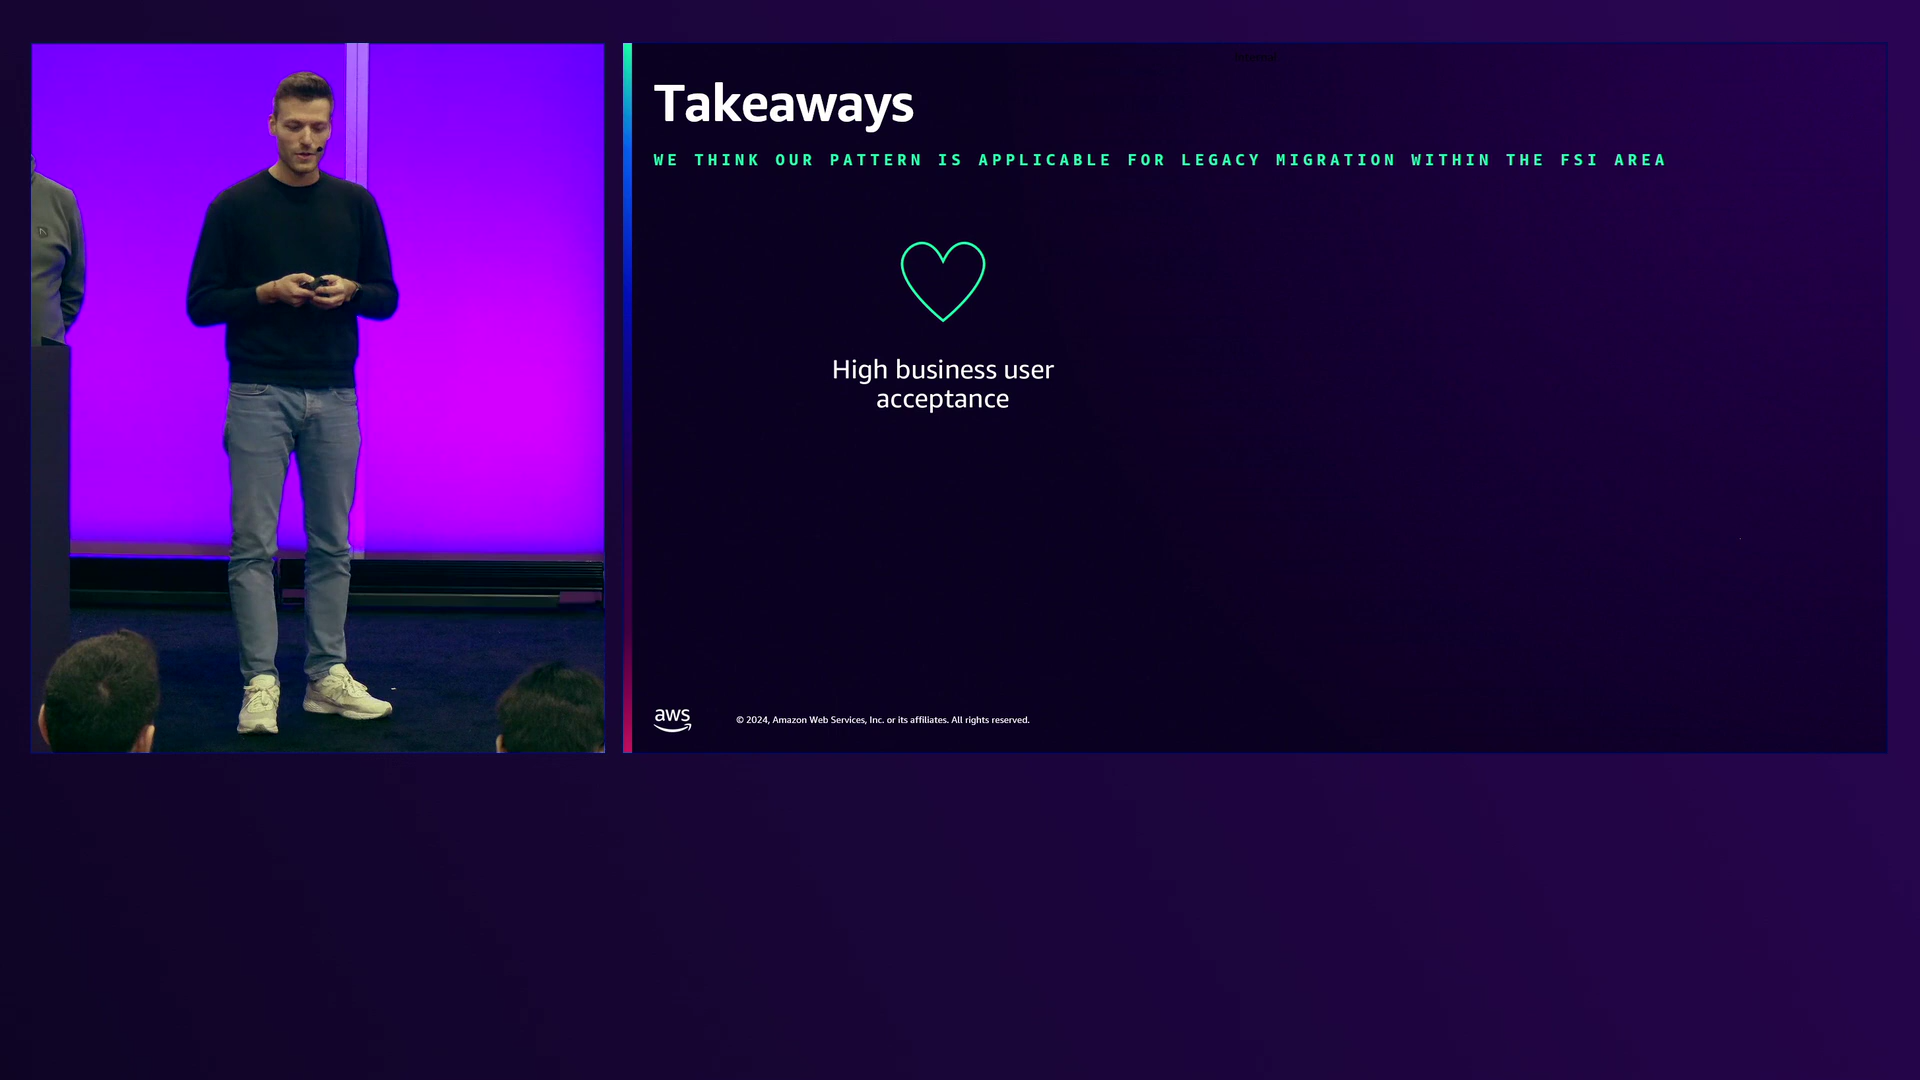 Takeaways
WE THINK OUR PATTERN IS APPLICABLE FOR LEGACY MIGRATION WITHIN THE FSI AREA
High business user
acceptance
aws
© 2024, Amazon Web Services, Inc. or its affiliates. All rights reserved.